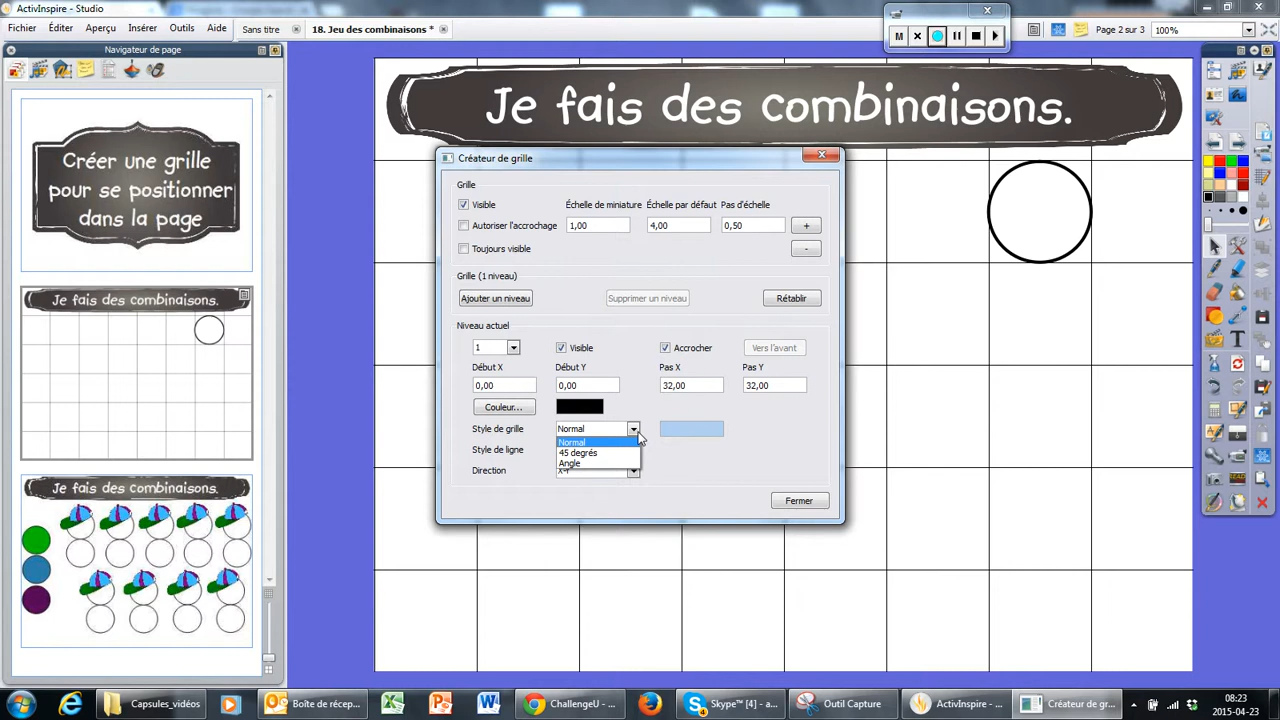 ActivInspire - Studio
Fichier Éditer Aperçu Insérer Outils Aide
Sans titre
18. Jeu des combinaisons *
Page 2 sur 3
100%
Navigateur de page
M
Créer une grille
pour se positionner
dans la page
Je fais des combinaisons.
Je fais des combinaisons.
Je fais des combinaisons.
Créateur de grille
Grille
Visible
Échelle de miniature
Échelle par défaut
Pas d'échelle
Autoriser l'accrochage
1,00
4,00
0,50
+
Toujours visible
-
Grille (1 niveau)
Ajouter un niveau
Supprimer un niveau
Rétablir
Niveau actuel
1
Visible
Accrocher
Vers l'avant
Début X
Début Y
Pas X
Pas Y
0,00
0,00
32,00
32,00
Couleur...
Style de grille
Normal
Normal
Style de ligne
45 degrés
Angle
Direction
Fermer
Capsules_vidéos
Boîte de récept...
ChallengeU - ...
Skype™ [4] - a...
Outil Capture
ActivInspire - ...
Créateur de gr...
08:23
2015-04-23